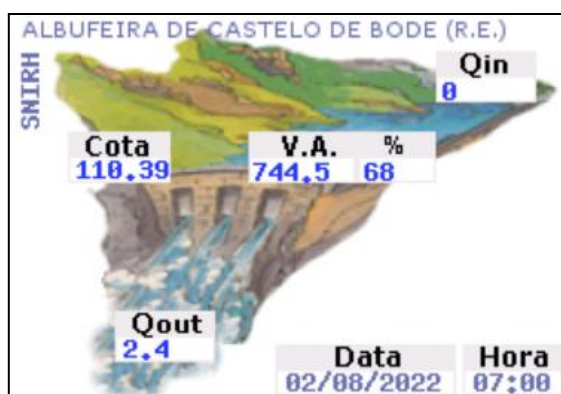 ALBUFEIRA DE CASTELO DE BODE (R.E.)
SNIRH
Qin
0
Cota
110.39
V.A. %
744.5 68
Qout
2.4
Data Hora
02/08/2022 07:00